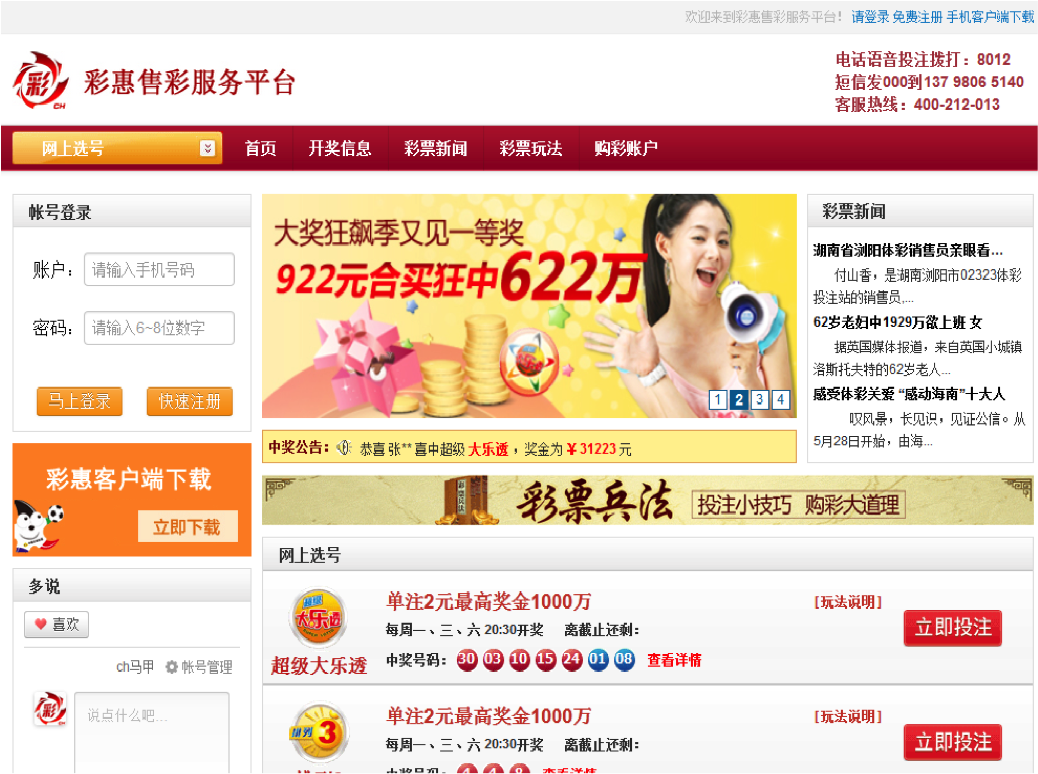 欢迎来到彩惠售彩服务平台! 请登录 免费注册 手机客户端下载
彩 CH 彩惠售彩服务平台
电话语音投注拨打：8012
短信发000到137 9806 5140
客服热线：400-212-013
网上选号 首页 开奖信息 彩票新闻 彩票玩法 购彩账户
帐号登录
账户： 请输入手机号码
密码： 请输入6~8位数字
马上登录 快速注册
彩惠客户端下载
立即下载
多说
喜欢
ch马甲 帐号管理
说点什么吧...
大奖狂飙季又见一等奖
922元合买狂中622万
1 2 3 4
中奖公告： 恭喜 张** 喜中超级 大乐透 ，奖金为 ¥ 31223 元
彩票兵法 投注小技巧 购彩大道理
彩票新闻
湖南省浏阳体彩销售员亲眼看...
付山香，是湖南浏阳市02323体彩
投注站的销售员,...
62岁老妇中1929万欲上班 女
据英国媒体报道，来自英国小城镇
洛斯托夫特的62岁老人...
感受体彩关爱 “感动海南”十大人
叹风景，长见识，见证公信。从
5月28日开始，由海...
网上选号
超级 大乐透
超级大乐透
单注2元最高奖金1000万 [玩法说明]
每周一、三、六 20:30开奖 离截止还剩：
中奖号码： 30 03 10 15 24 01 08 查看详情
立即投注
排列 3
单注2元最高奖金1000万 [玩法说明]
每周一、三、六 20:30开奖 离截止还剩：
立即投注
中奖号码： 查看详情